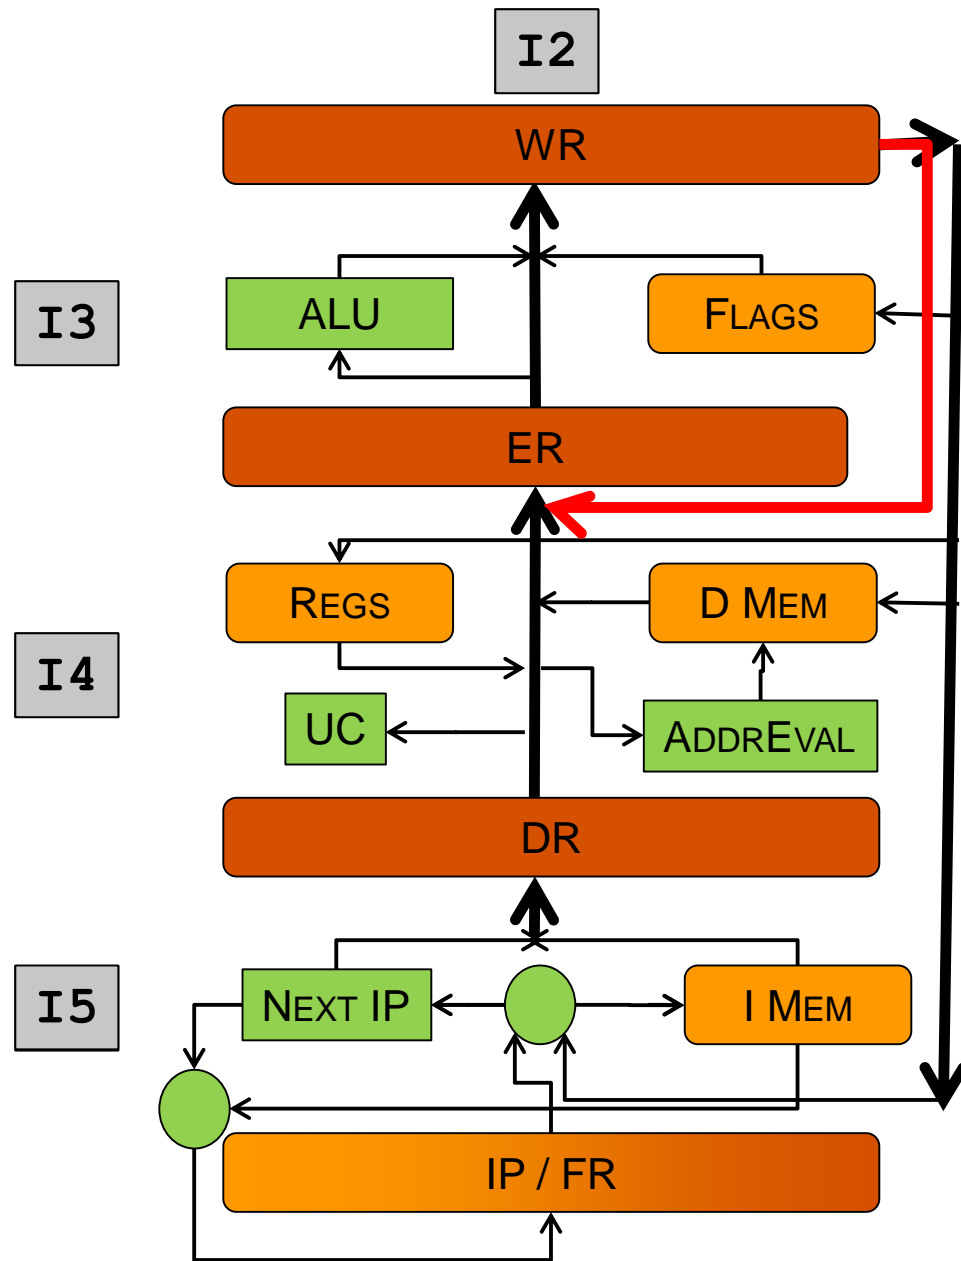 I2
WR
I3
ALU
FLAGS
ER
REGS
D MEM
I4
UC
ADDREVAL
DR
I5
NEXT IP
I MEM
IP / FR